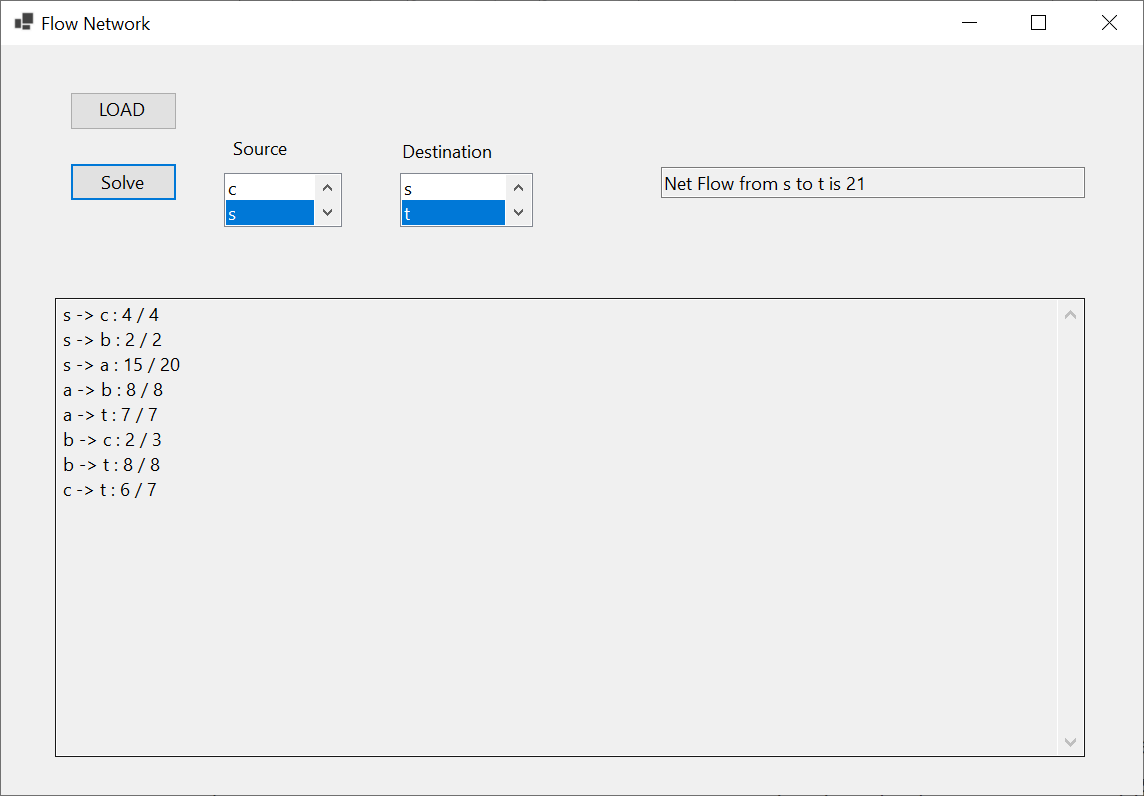 Flow Network
LOAD
Source
Destination
Solve
c
s
s
t
Net Flow from s to t is 21
s -> c : 4 / 4
s -> b : 2 / 2
s -> a : 15 / 20
a -> b : 8 / 8
a -> t : 7 / 7
b -> c : 2 / 3
b -> t : 8 / 8
c -> t : 6 / 7